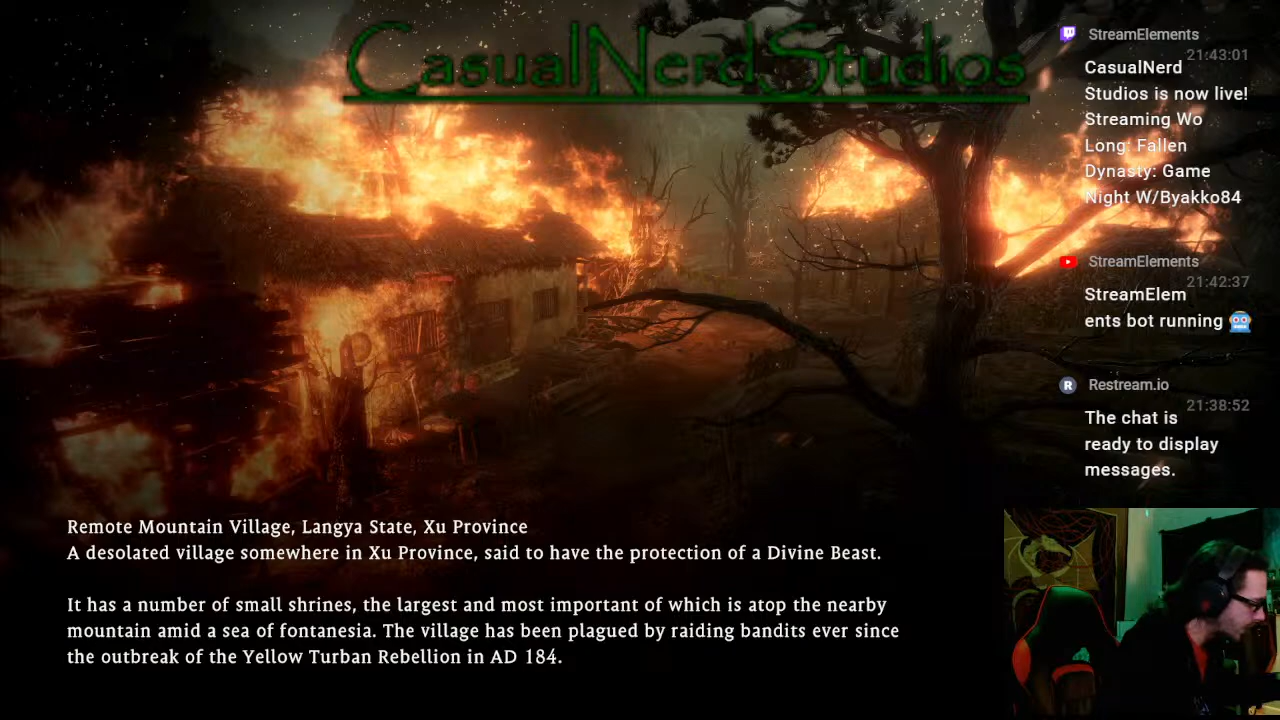 CasualNerdStudios
StreamElements
21:43:01
CasualNerd
Studios is now live!
Streaming Wo
Long: Fallen
Dynasty: Game
Night W/Byakko84
StreamElements
21:42:37
StreamElem
ents bot running
R Restream.io
21:38:52
The chat is
ready to display
messages.
Remote Mountain Village, Langya State, Xu Province
A desolated village somewhere in Xu Province, said to have the protection of a Divine Beast.
It has a number of small shrines, the largest and most important of which is atop the nearby
mountain amid a sea of fontanesia. The village has been plagued by raiding bandits ever since
the outbreak of the Yellow Turban Rebellion in AD 184.